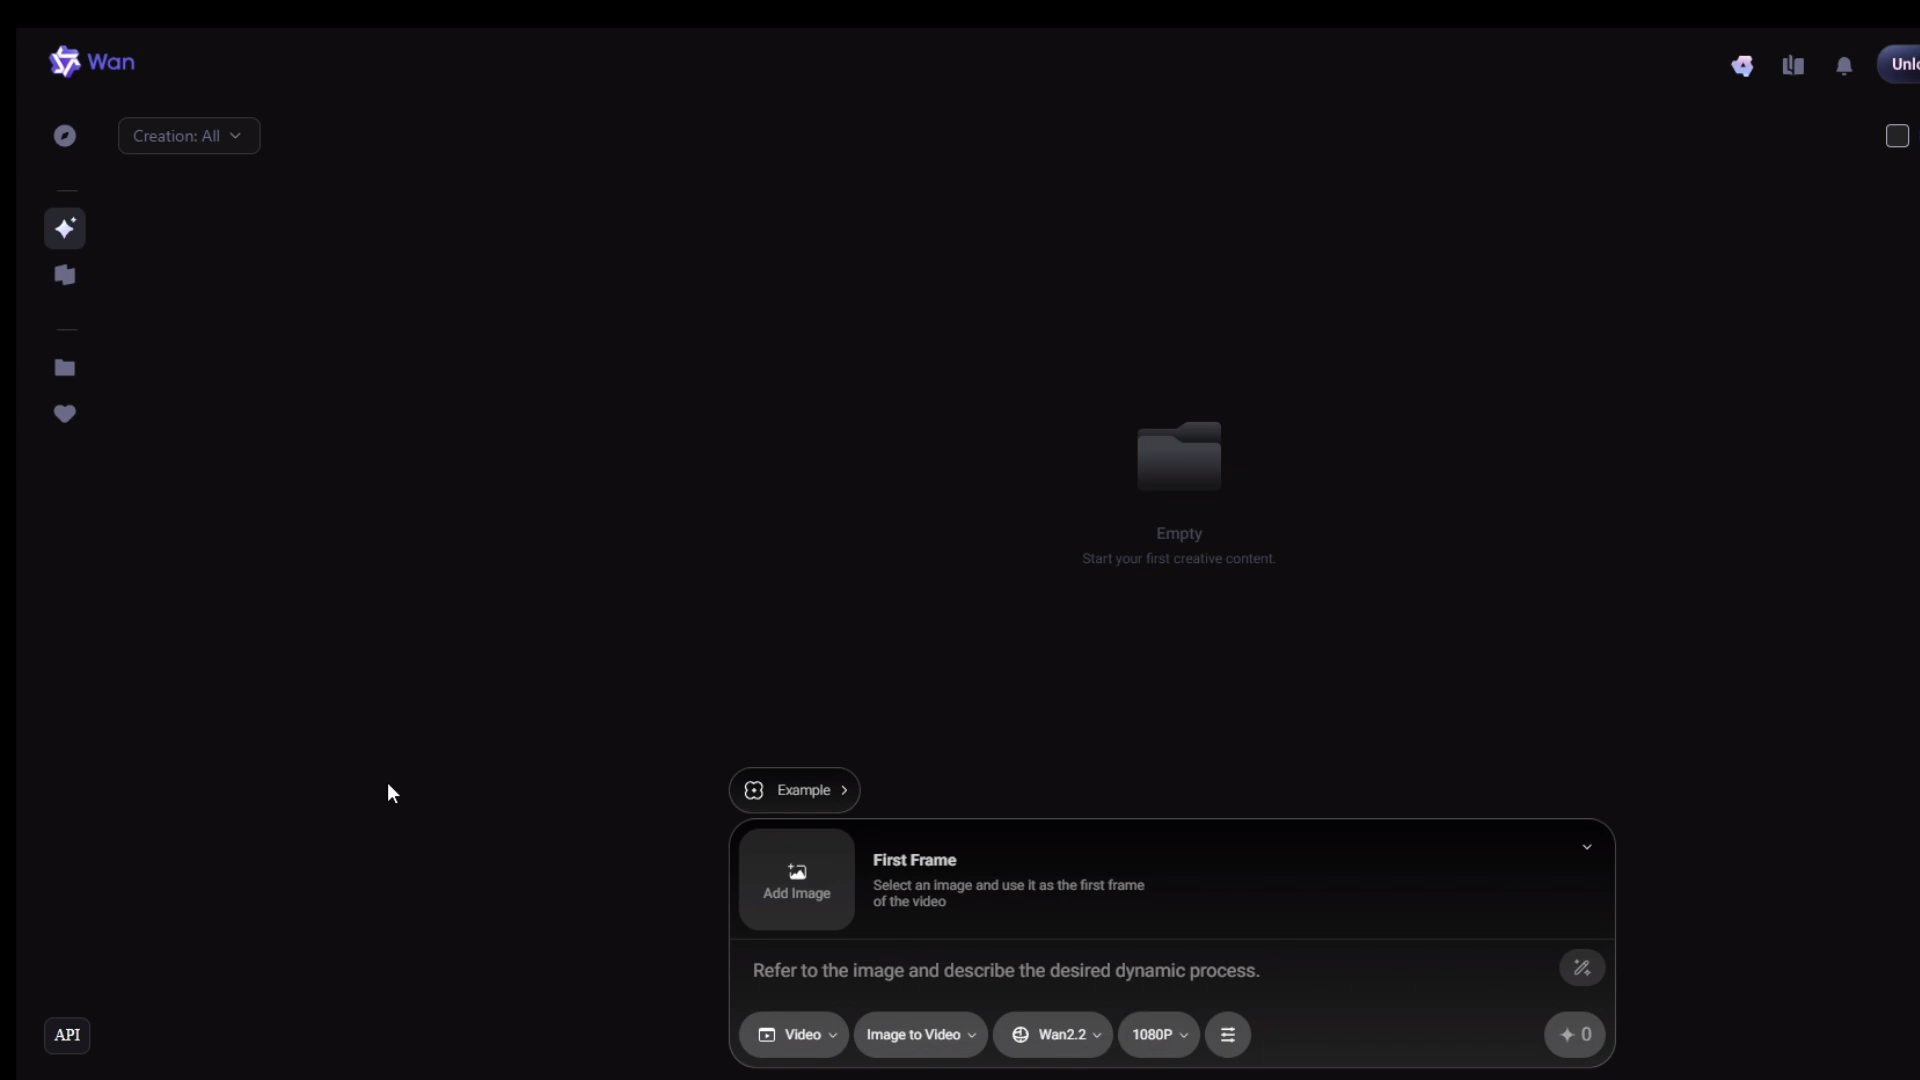 Wan
Creation: All
Empty
Start your first creative content.
Example
Add Image
First Frame
Select an image and use it as the first frame
of the video
Refer to the image and describe the desired dynamic process.
API
Video
Image to Video
Wan2.2
1080P
0